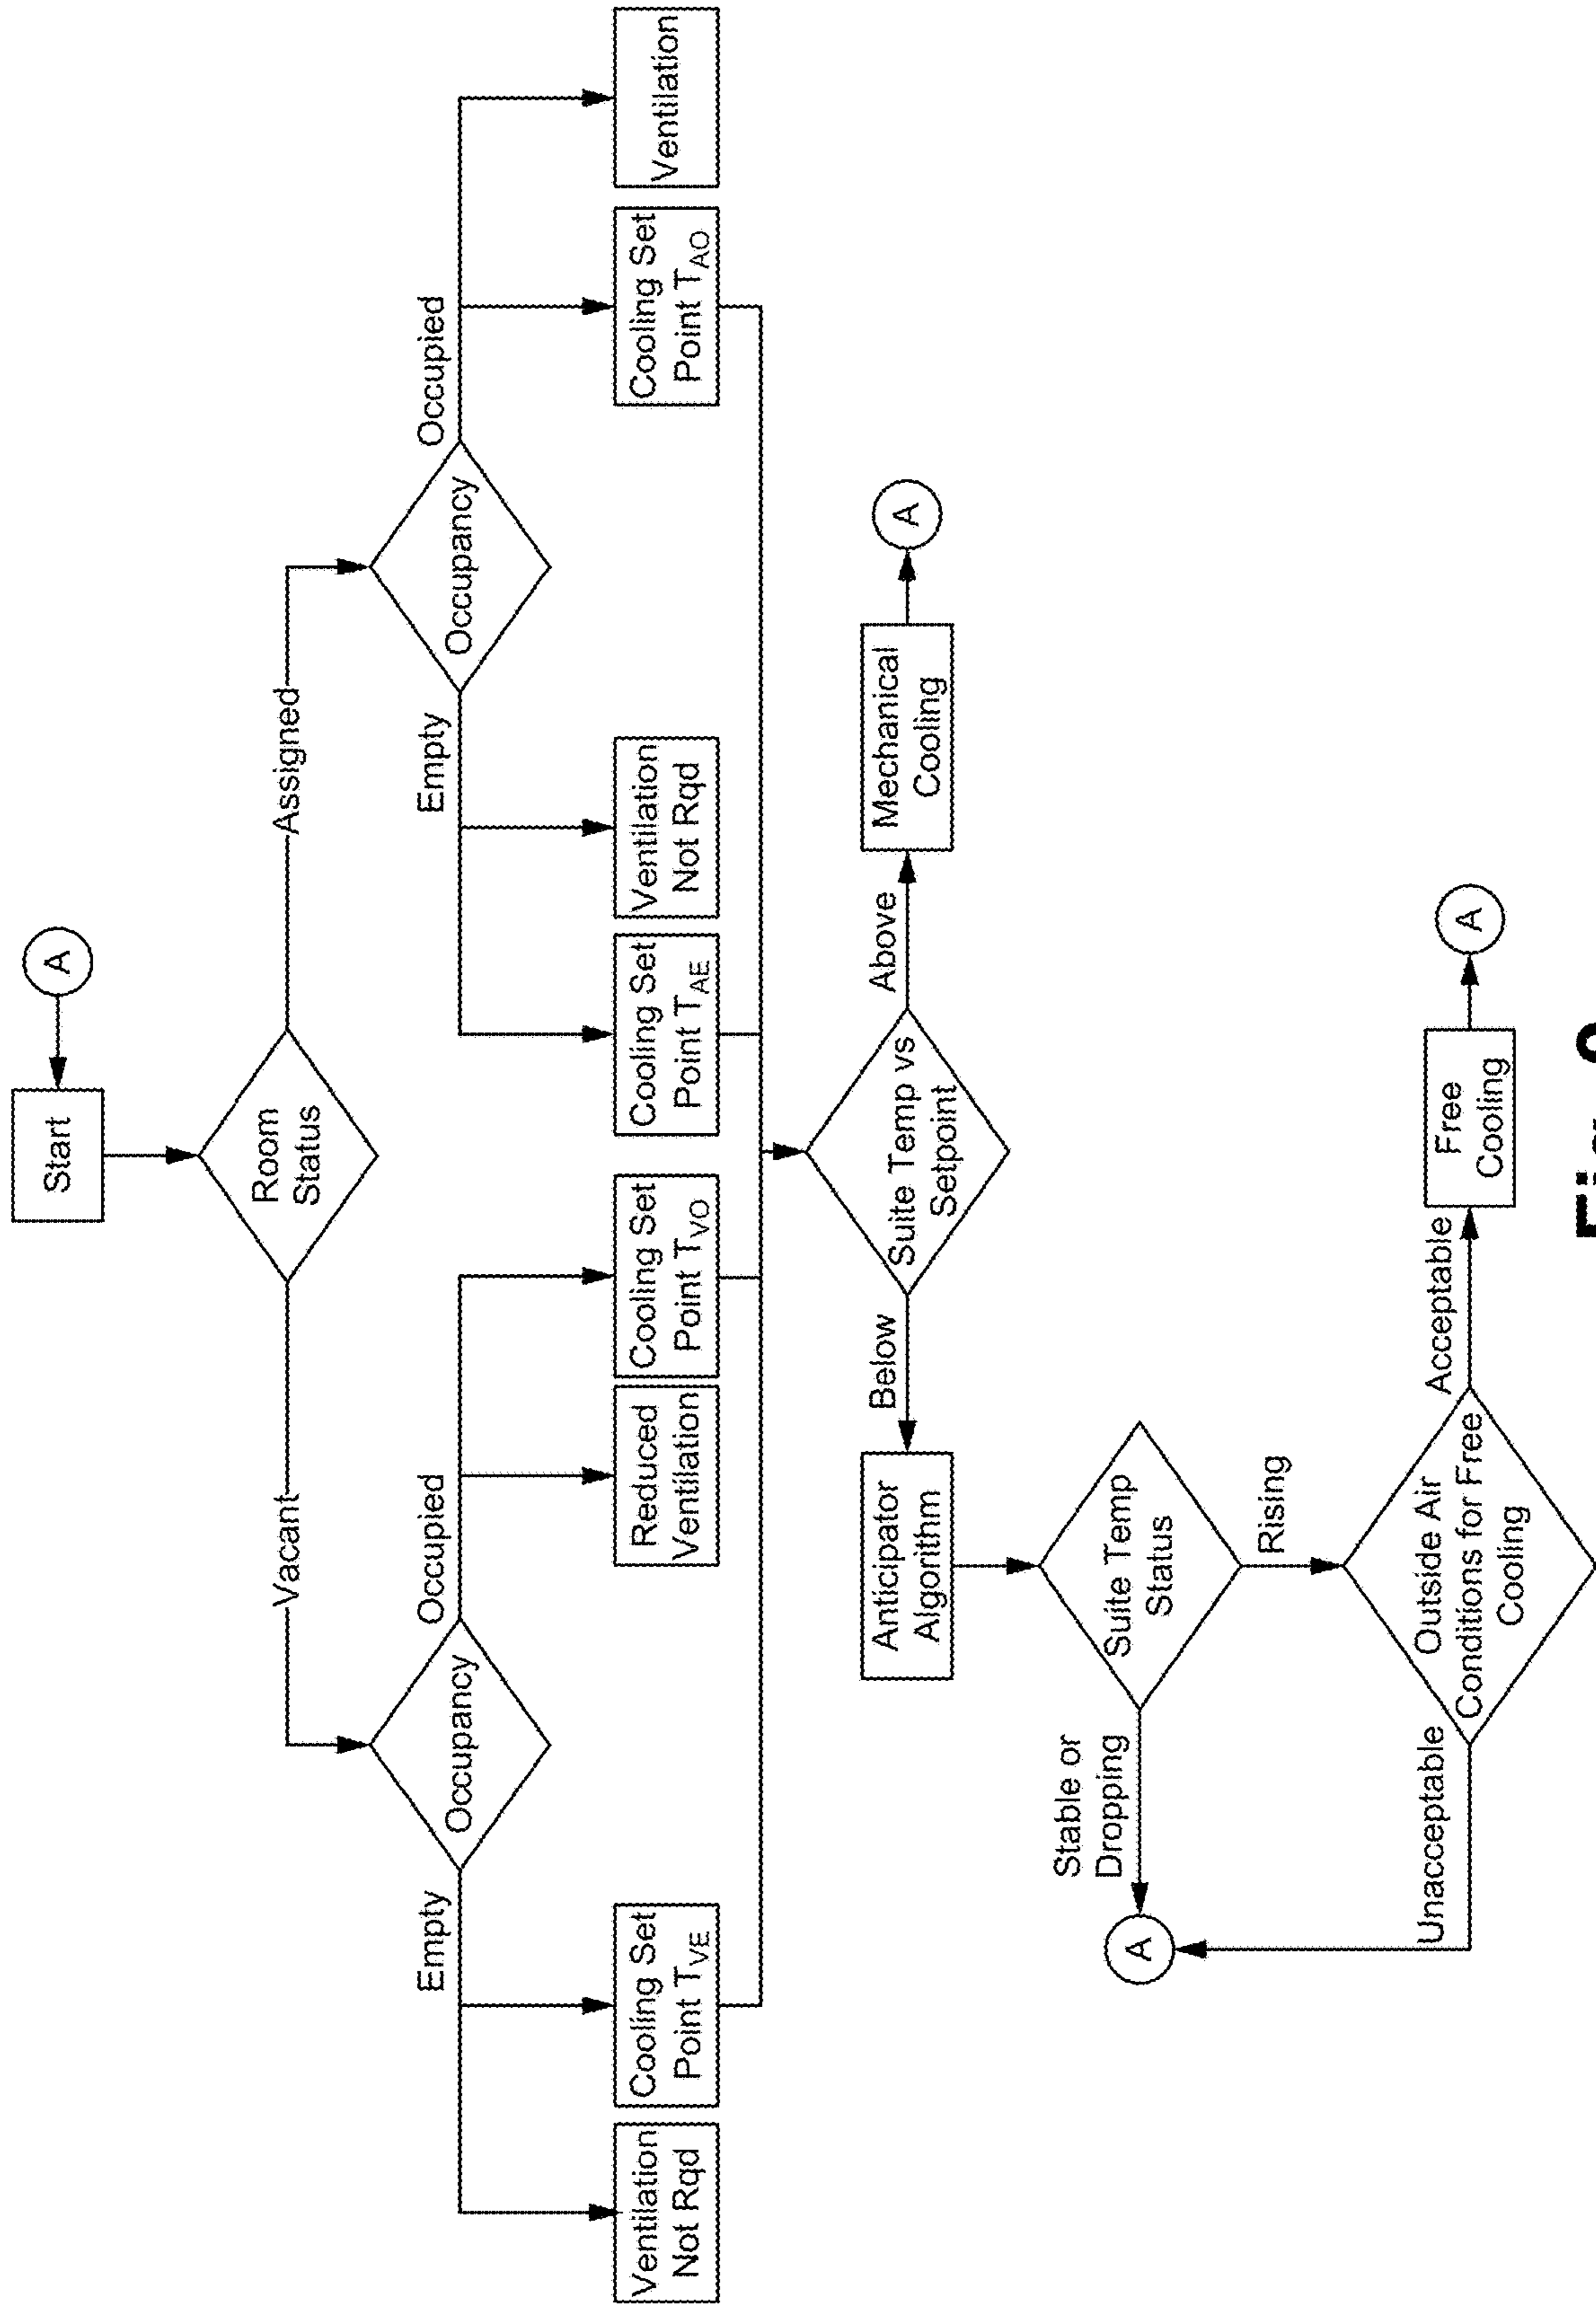 A
Start
Room
Status
Vacant
Assigned
Occupancy
Occupancy
Empty
Occupied
Empty
Occupied
Ventilation
Not Rqd
Cooling Set
Point TVE
Reduced
Ventilation
Cooling Set
Point TVO
Cooling Set
Point TAE
Ventilation
Not Rqd
Cooling Set
Point TAO
Ventilation
Suite Temp vs
Setpoint
Below
Above
Anticipator
Algorithm
Mechanical
Cooling
A
Suite Temp
Status
Stable or
Dropping
A
Rising
Outside Air
Conditions for Free
Cooling
Unacceptable
Acceptable
Free
Cooling
A